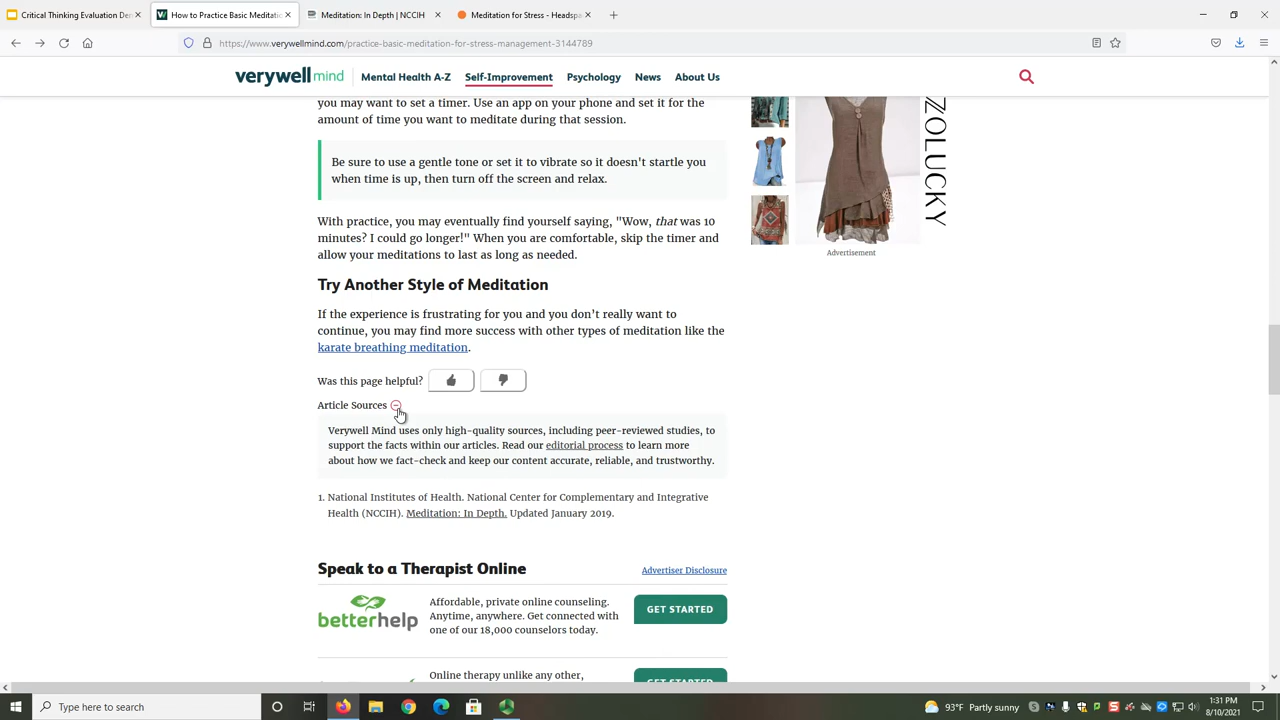 Critical Thinking Evaluation De
How to Practice Basic Meditati
Meditation: In Depth | NCCIH
Meditation for Stress - Headspa
https://www.verywellmind.com/practice-basic-meditation-for-stress-management-3144789
verywell mind
Mental Health A-Z
Self-Improvement
Psychology
News
About Us
you may want to set a timer. Use an app on your phone and set it for the
amount of time you want to meditate during that session.
Be sure to use a gentle tone or set it to vibrate so it doesn't startle you
when time is up, then turn off the screen and relax.
With practice, you may eventually find yourself saying, "Wow, that was 10
minutes? I could go longer!" When you are comfortable, skip the timer and
allow your meditations to last as long as needed.
Try Another Style of Meditation
If the experience is frustrating for you and you don't really want to
continue, you may find more success with other types of meditation like the
karate breathing meditation.
Was this page helpful?
Article Sources
Verywell Mind uses only high-quality sources, including peer-reviewed studies, to
support the facts within our articles. Read our editorial process to learn more
about how we fact-check and keep our content accurate, reliable, and trustworthy.
1. National Institutes of Health. National Center for Complementary and Integrative
Health (NCCIH). Meditation: In Depth. Updated January 2019.
Speak to a Therapist Online
Advertiser Disclosure
betterhelp
Affordable, private online counseling.
Anytime, anywhere. Get connected with
one of our 18,000 counselors today.
GET STARTED
Online therapy unlike any other,
GET STARTED
ZOLUCKY
Advertisement
Type here to search
93°F Partly sunny
1:31 PM
8/10/2021